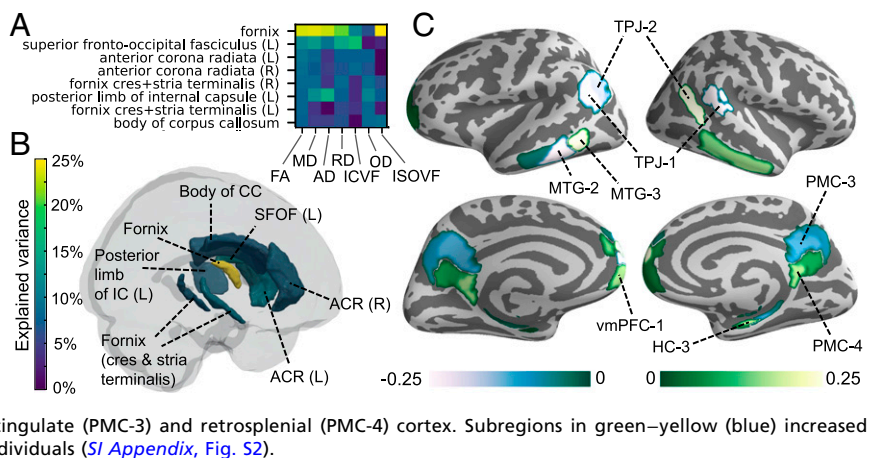 A
fornix
superior fronto-occipital fasciculus (L)
anterior corona radiata (L)
anterior corona radiata (R)
fornix cres+stria terminalis (R)
posterior limb of internal capsule (L)
fornix cres+stria terminalis (L)
body of corpus callosum
FA
MD
AD
RD
ICVF
OD
ISOVF
B
25%
20%
15%
10%
5%
0%
Explained variance
Body of CC
SFOF (L)
Fornix
Posterior
limb
of IC (L)
ACR (R)
Fornix
(cres & stria
terminalis)
ACR (L)
C
TPJ-2
TPJ-1
MTG-2
MTG-3
PMC-3
vmPFC-1
HC-3
PMC-4
-0.25
0
0
0.25
tingulate (PMC-3) and retrosplenial (PMC-4) cortex. Subregions in green−yellow (blue) increased
dividuals (SI Appendix, Fig. S2).